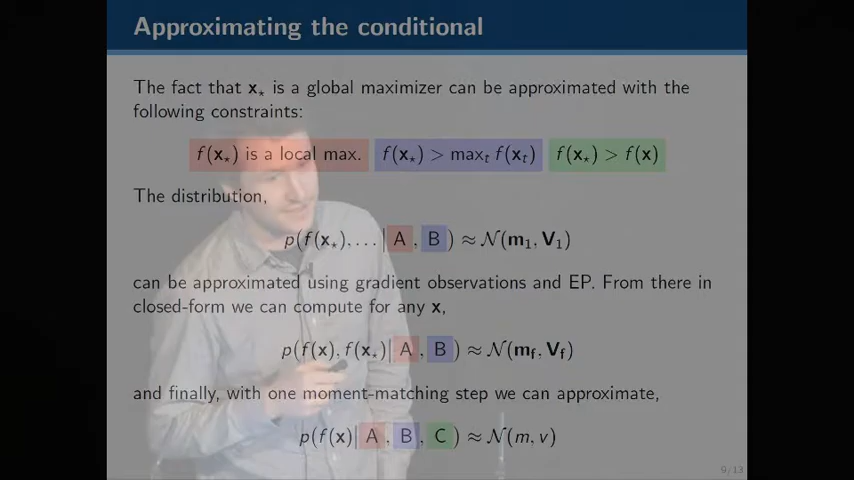 Approximating the conditional
The fact that x⋆ is a global maximizer can be approximated with the
following constraints:
f(x⋆) is a local max. f(x⋆) > maxₜ f(xₜ) f(x⋆) > f(x)
The distribution,
p(f(x⋆), . . . | A , B ) ≈ N(m₁, V₁)
can be approximated using gradient observations and EP. From there in
closed-form we can compute for any x,
p(f(x), f(x⋆)| A , B ) ≈ N(m_f, V_f)
and finally, with one moment-matching step we can approximate,
p(f(x)| A , B , C ) ≈ N(m, v)
9/13